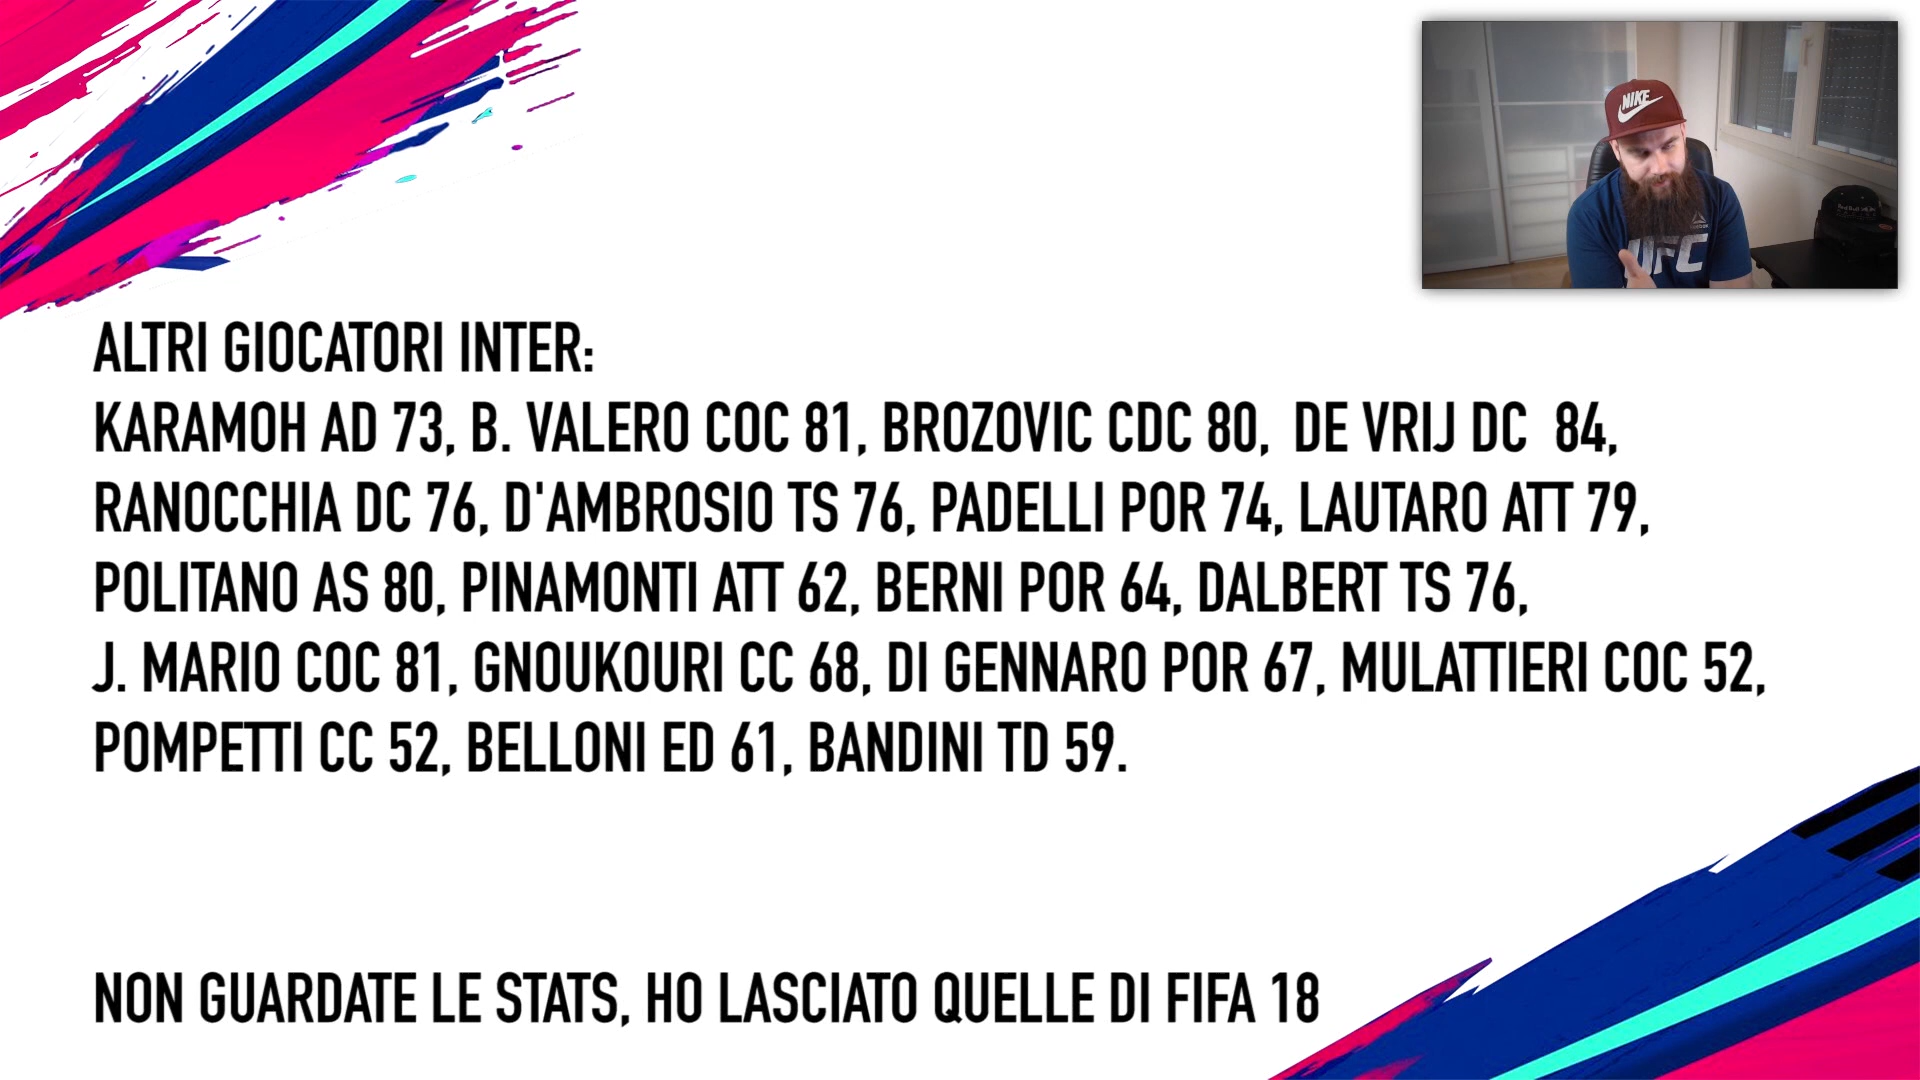 NIKE
UFC
ALTRI GIOCATORI INTER:
KARAMOH AD 73, B. VALERO COC 81, BROZOVIC CDC 80, DE VRIJ DC 84,
RANOCCHIA DC 76, D'AMBROSIO TS 76, PADELLI POR 74, LAUTARO ATT 79,
POLITANO AS 80, PINAMONTI ATT 62, BERNI POR 64, DALBERT TS 76,
J. MARIO COC 81, GNOUKOURI CC 68, DI GENNARO POR 67, MULATTIERI COC 52,
POMPETTI CC 52, BELLONI ED 61, BANDINI TD 59.
NON GUARDATE LE STATS, HO LASCIATO QUELLE DI FIFA 18